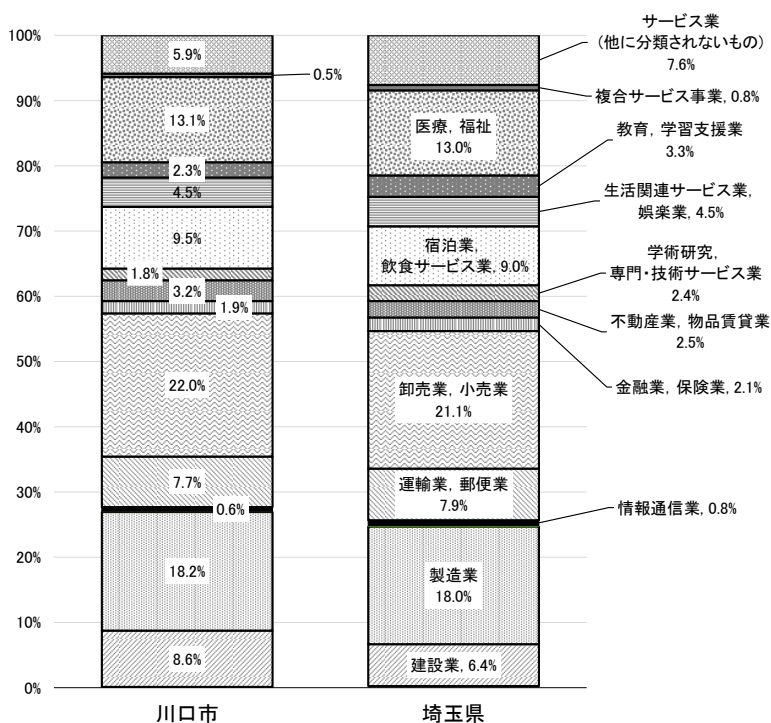 100%
90%
80%
70%
60%
50%
40%
30%
20%
10%
0%
5.9%
0.5%
13.1%
2.3%
4.5%
9.5%
1.8%
3.2%
1.9%
22.0%
7.7%
0.6%
18.2%
8.6%
川口市
医療, 福祉
13.0%
宿泊業,
飲食サービス業, 9.0%
卸売業, 小売業
21.1%
運輸業, 郵便業
7.9%
製造業
18.0%
建設業, 6.4%
埼玉県
サービス業
(他に分類されないもの)
7.6%
複合サービス事業, 0.8%
教育, 学習支援業
3.3%
生活関連サービス業,
娯楽業, 4.5%
学術研究,
専門・技術サービス業
2.4%
不動産業, 物品賃貸業
2.5%
金融業, 保険業, 2.1%
情報通信業, 0.8%